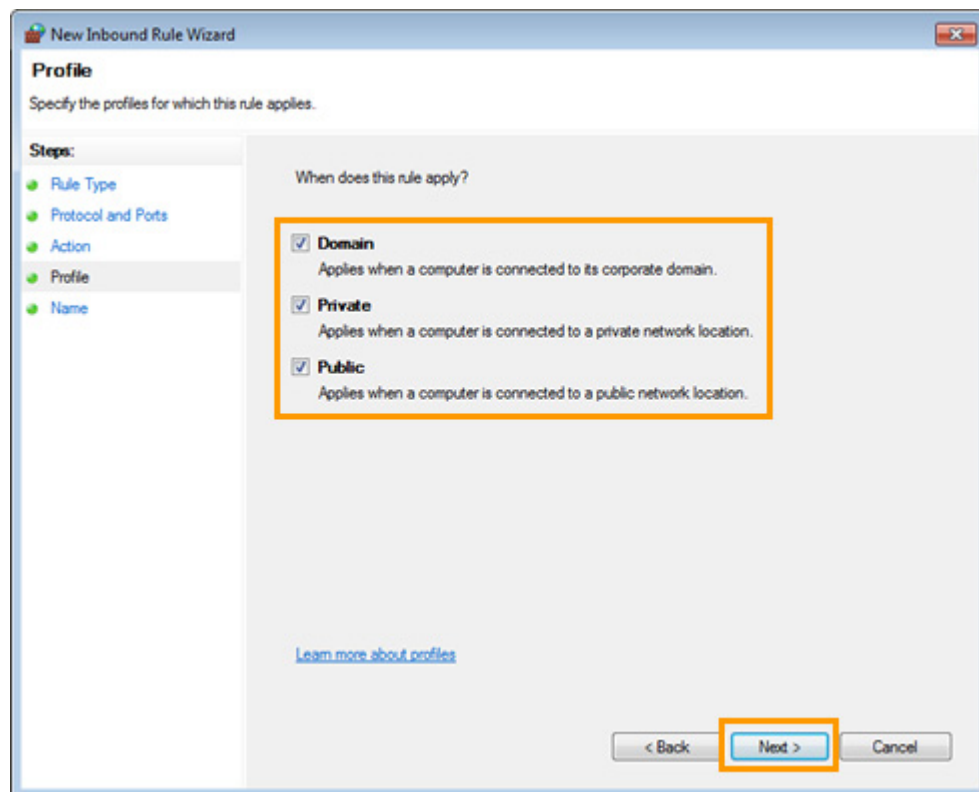 New Inbound Rule Wizard
Profile
Specify the profiles for which this rule applies.
Steps:
Rule Type
Protocol and Ports
Action
Profile
Name
When does this rule apply?
Domain
Applies when a computer is connected to its corporate domain.
Private
Applies when a computer is connected to a private network location.
Public
Applies when a computer is connected to a public network location.
Learn more about profiles
< Back
Next >
Cancel